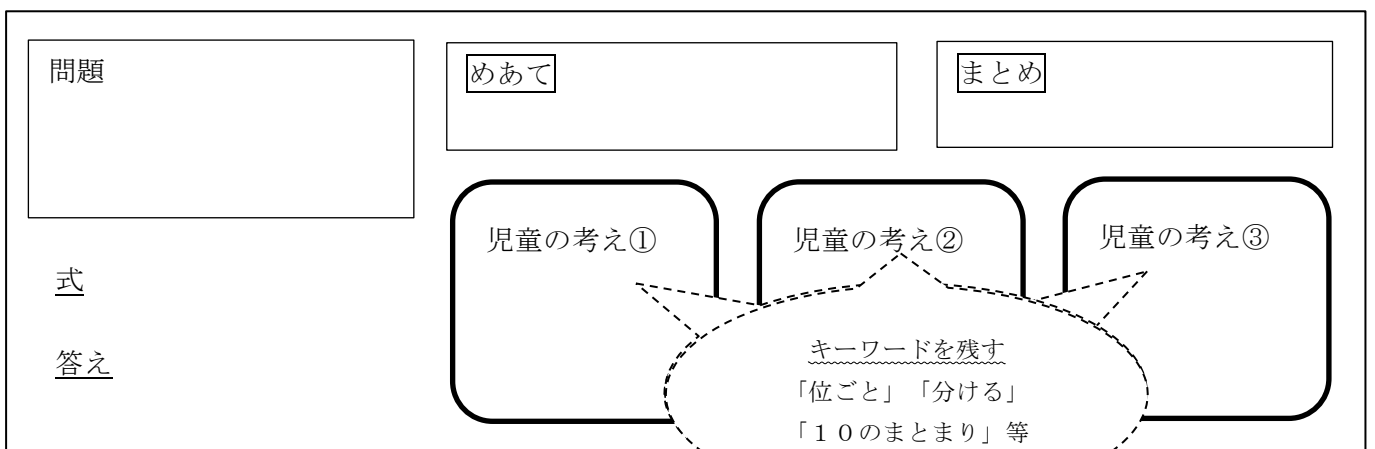 問題
めあて
まとめ
式
答え
児童の考え①
児童の考え②
児童の考え③
キーワードを残す
「位ごと」「分ける」
「１０のまとまり」等